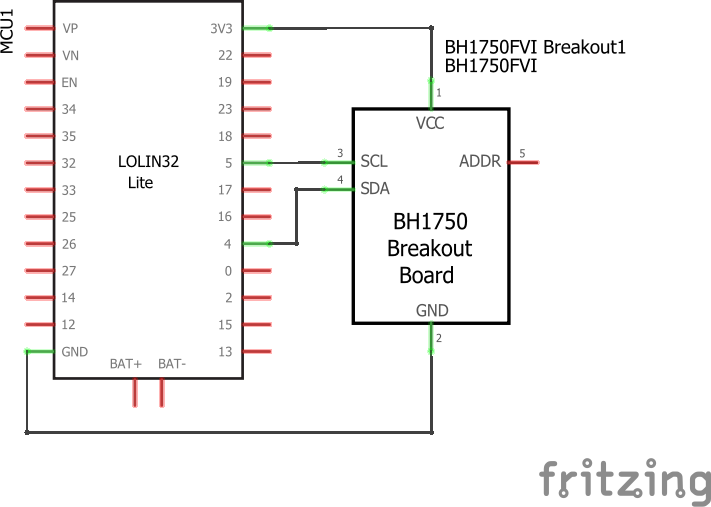 MCU1
VP
VN
EN
34
35
32
33
25
26
27
14
12
GND
3V3
22
19
23
18
5
17
16
4
0
2
15
13
LOLIN32
Lite
BAT+ BAT-
BH1750FVI Breakout1
BH1750FVI
1
VCC
3
SCL
4
SDA
ADDR
5
BH1750
Breakout
Board
GND
2
fritzing